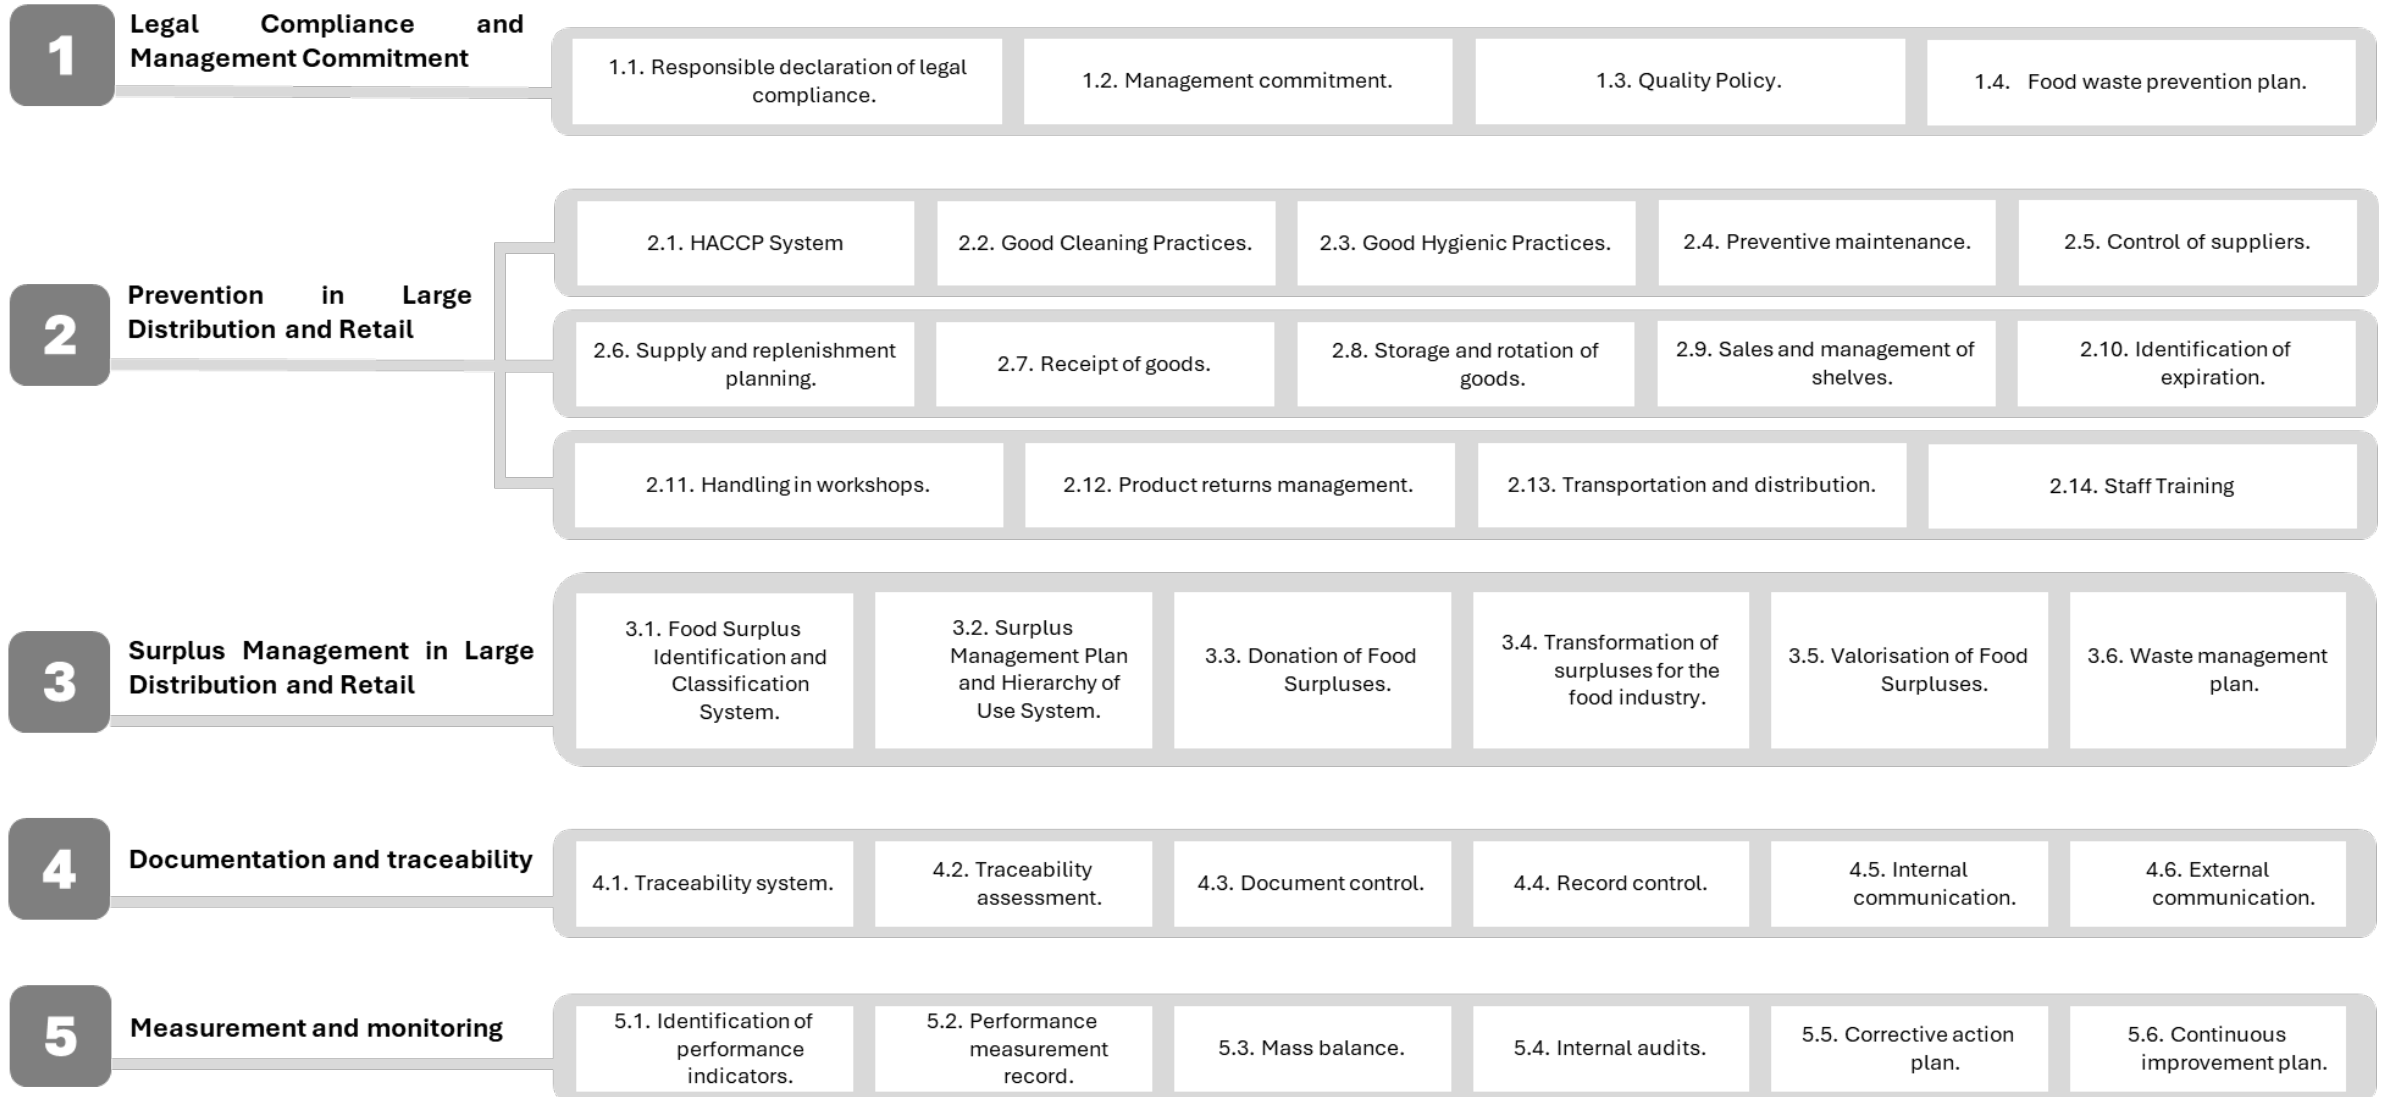 1
Legal Compliance and
Management Commitment
1.1. Responsible declaration of legal
compliance.
1.2. Management commitment.
1.3. Quality Policy.
1.4. Food waste prevention plan.
2
Prevention in Large
Distribution and Retail
2.1. HACCP System
2.2. Good Cleaning Practices.
2.3. Good Hygienic Practices.
2.4. Preventive maintenance.
2.5. Control of suppliers.
2.6. Supply and replenishment
planning.
2.7. Receipt of goods.
2.8. Storage and rotation of
goods.
2.9. Sales and management of
shelves.
2.10. Identification of
expiration.
2.11. Handling in workshops.
2.12. Product returns management.
2.13. Transportation and distribution.
2.14. Staff Training
3
Surplus Management in Large
Distribution and Retail
3.1. Food Surplus
Identification and
Classification
System.
3.2. Surplus
Management Plan
and Hierarchy of
Use System.
3.3. Donation of Food
Surpluses.
3.4. Transformation of
surpluses for the
food industry.
3.5. Valorisation of Food
Surpluses.
3.6. Waste management
plan.
4
Documentation and traceability
4.1. Traceability system.
4.2. Traceability
assessment.
4.3. Document control.
4.4. Record control.
4.5. Internal
communication.
4.6. External
communication.
5
Measurement and monitoring
5.1. Identification of
performance
indicators.
5.2. Performance
measurement
record.
5.3. Mass balance.
5.4. Internal audits.
5.5. Corrective action
plan.
5.6. Continuous
improvement plan.